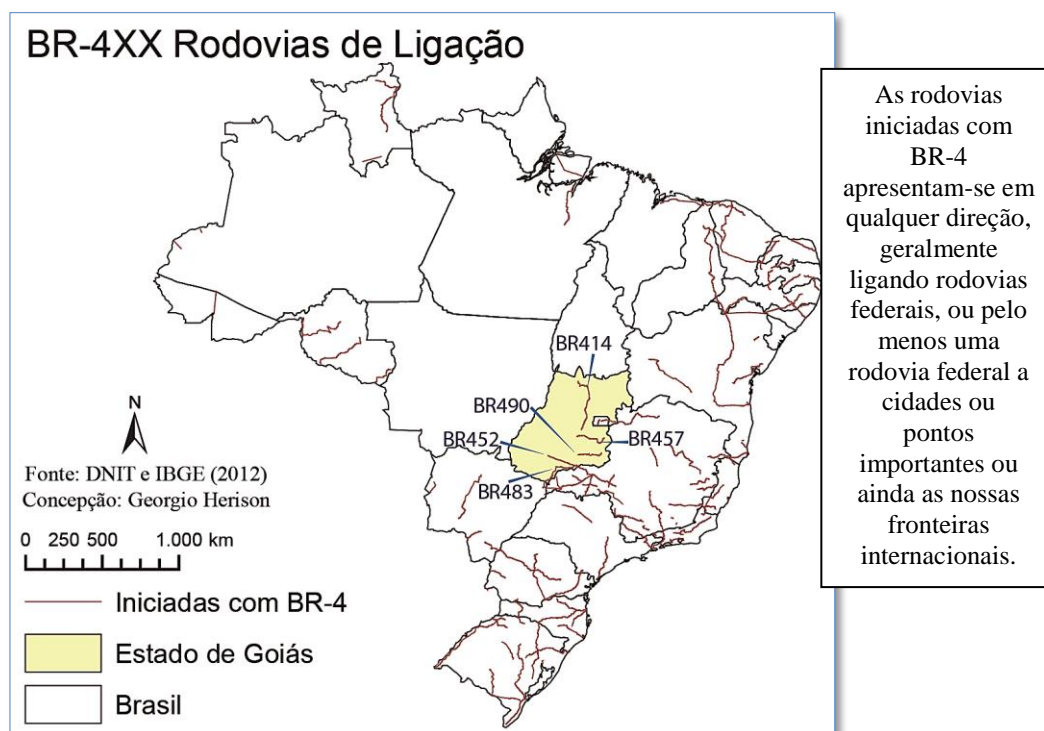 BR-4XX Rodovias de Ligação
BR414
BR490
BR452
BR457
BR483
N
Fonte: DNIT e IBGE (2012)
Concepção: Georgio Herison
0 250 500 1.000 km
Iniciadas com BR-4
Estado de Goiás
Brasil
As rodovias
iniciadas com
BR-4
apresentam-se em
qualquer direção,
geralmente
ligando rodovias
federais, ou pelo
menos uma
rodovia federal a
cidades ou
pontos
importantes ou
ainda as nossas
fronteiras
internacionais.